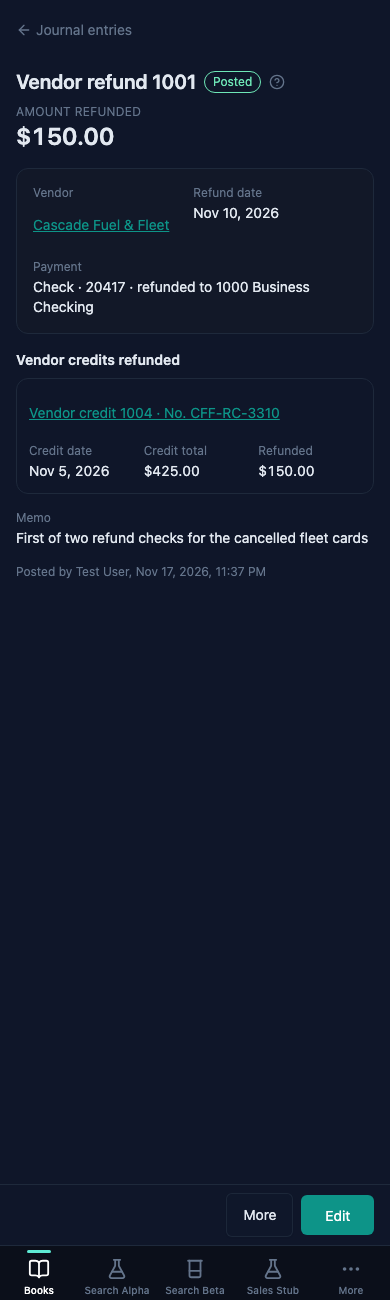 Journal entries
Vendor refund 1001 Posted
AMOUNT REFUNDED
$150.00
Vendor
Cascade Fuel & Fleet
Refund date
Nov 10, 2026
Payment
Check · 20417 · refunded to 1000 Business
Checking
Vendor credits refunded
Vendor credit 1004 · No. CFF-RC-3310
Credit date Credit total Refunded
Nov 5, 2026 $425.00 $150.00
Memo
First of two refund checks for the cancelled fleet cards
Posted by Test User, Nov 17, 2026, 11:37 PM
More Edit
Books Search Alpha Search Beta Sales Stub More